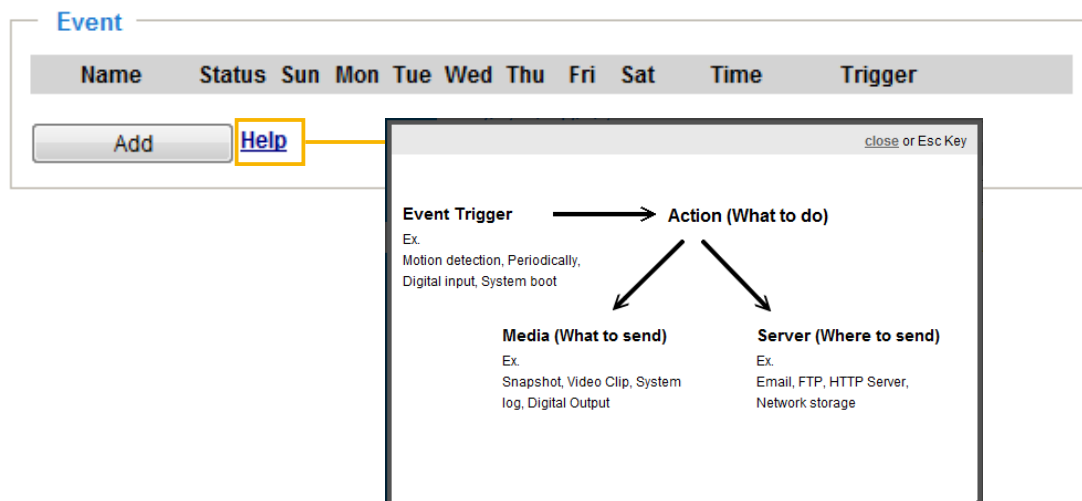 Event
Name Status Sun Mon Tue Wed Thu Fri Sat Time Trigger
Add Help
close or Esc Key
Event Trigger
Ex.
Motion detection, Periodically,
Digital input, System boot
Action (What to do)
Media (What to send)
Ex.
Snapshot, Video Clip, System
log, Digital Output
Server (Where to send)
Ex.
Email, FTP, HTTP Server,
Network storage